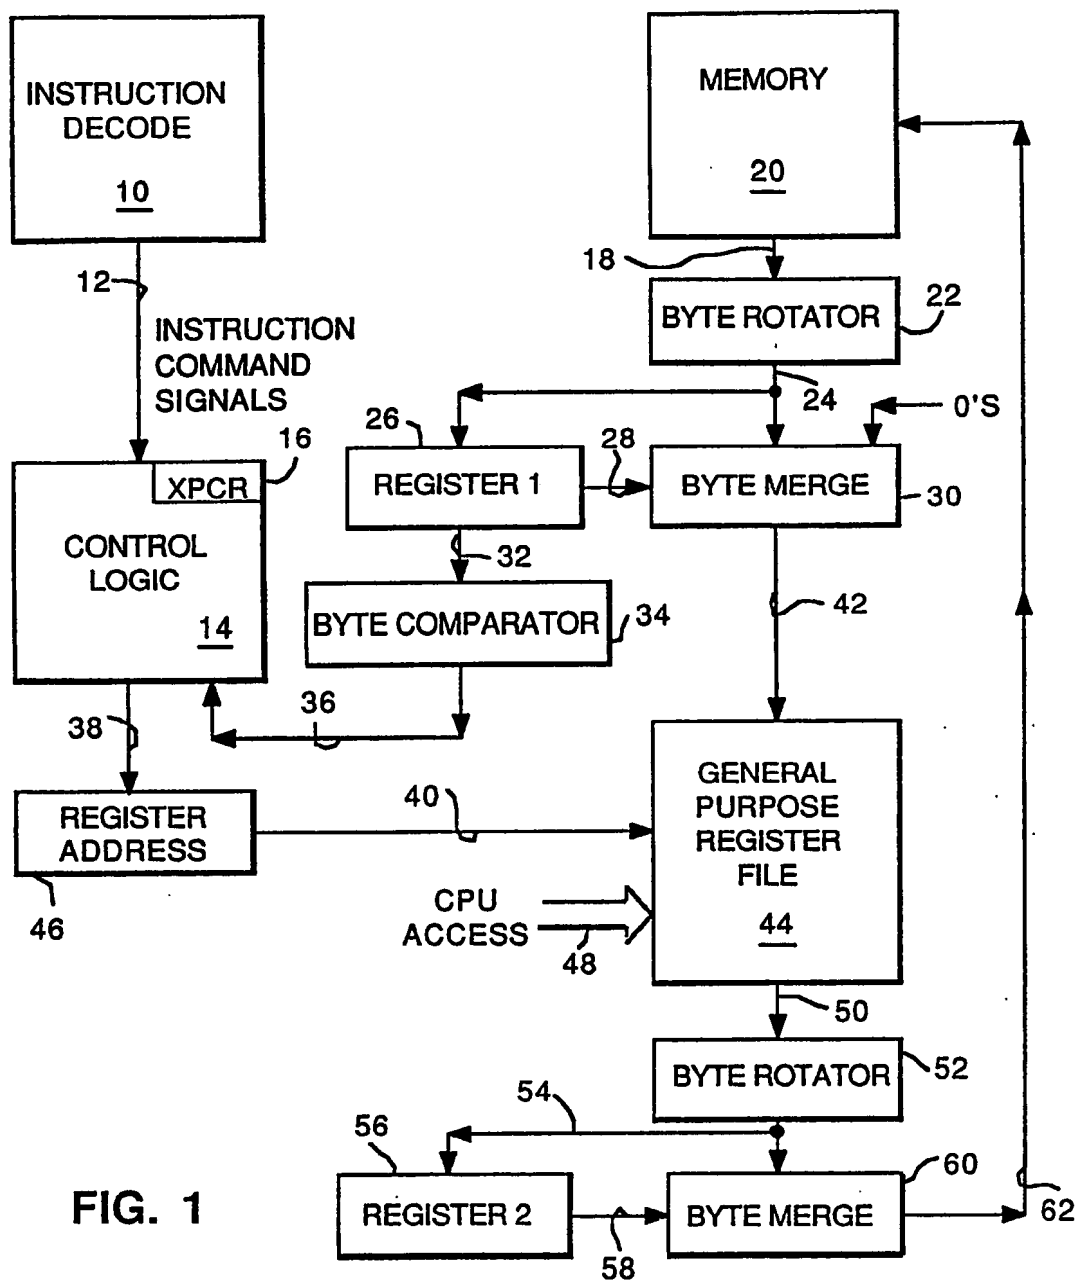 INSTRUCTION
DECODE
10
MEMORY
20
12
18
INSTRUCTION
COMMAND
SIGNALS
BYTE ROTATOR
22
24
0'S
26
28
16
XPCR
REGISTER 1
BYTE MERGE
30
CONTROL
LOGIC
14
32
BYTE COMPARATOR
34
42
36
38
REGISTER
ADDRESS
46
40
GENERAL
PURPOSE
REGISTER
FILE
44
CPU
ACCESS
48
50
BYTE ROTATOR
52
54
56
REGISTER 2
58
BYTE MERGE
60
62
FIG. 1